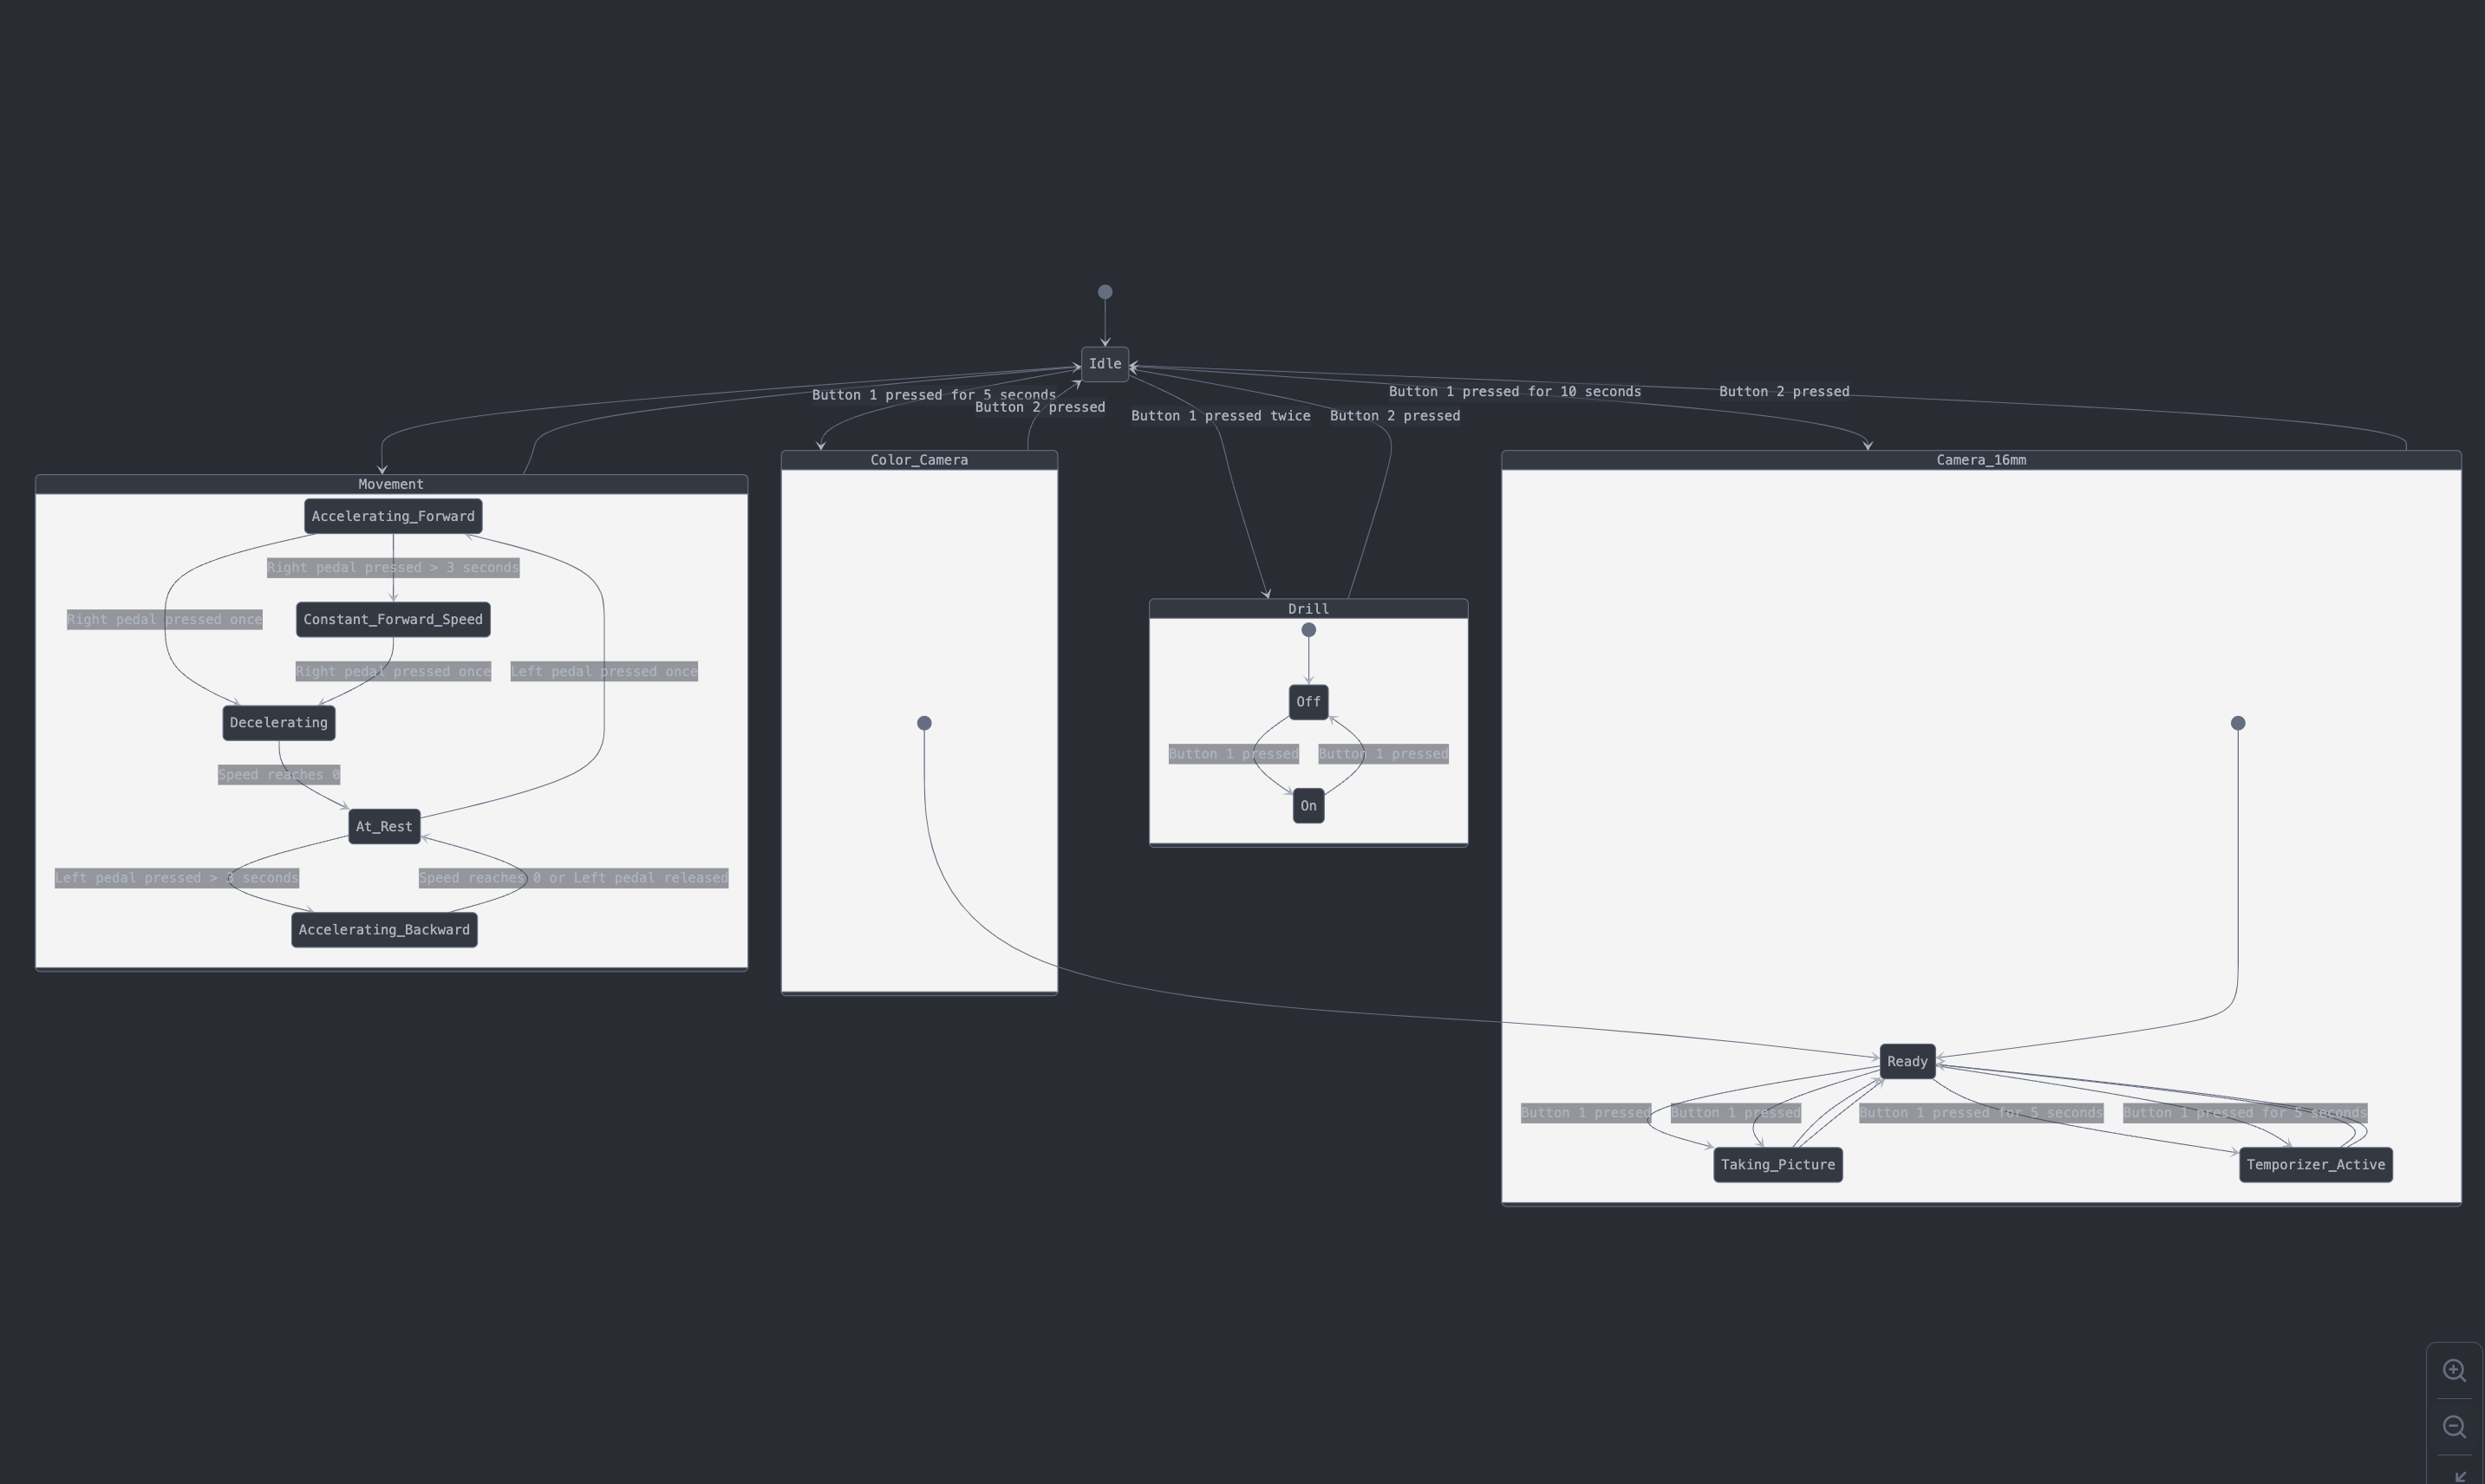 Idle
Button 1 pressed for 5 seconds
Button 2 pressed
Button 1 pressed twice
Button 2 pressed
Button 1 pressed for 10 seconds
Button 2 pressed
Movement
Accelerating_Forward
Right pedal pressed > 3 seconds
Right pedal pressed once
Constant_Forward_Speed
Right pedal pressed once
Left pedal pressed once
Decelerating
Speed reaches 0
At_Rest
Left pedal pressed > 3 seconds
Speed reaches 0 or Left pedal released
Accelerating_Backward
Color_Camera
Drill
Off
Button 1 pressed
Button 1 pressed
On
Camera_16mm
Ready
Button 1 pressed
Button 1 pressed
Button 1 pressed for 5 seconds
Button 1 pressed for 5 seconds
Taking_Picture
Temporizer_Active